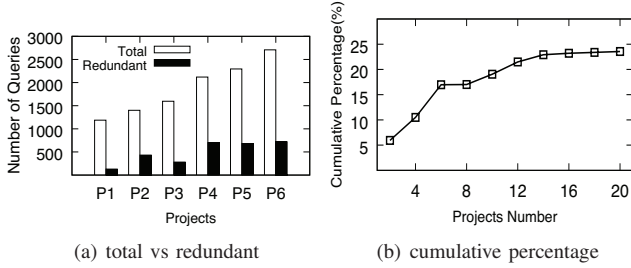 Number of Queries
3000
2500
2000
1500
1000
500
Total
Redundant
P1 P2 P3 P4 P5 P6
Projects
(a) total vs redundant
Cumulative Percentage(%)
25
20
15
10
5
4 8 12 16 20
Projects Number
(b) cumulative percentage